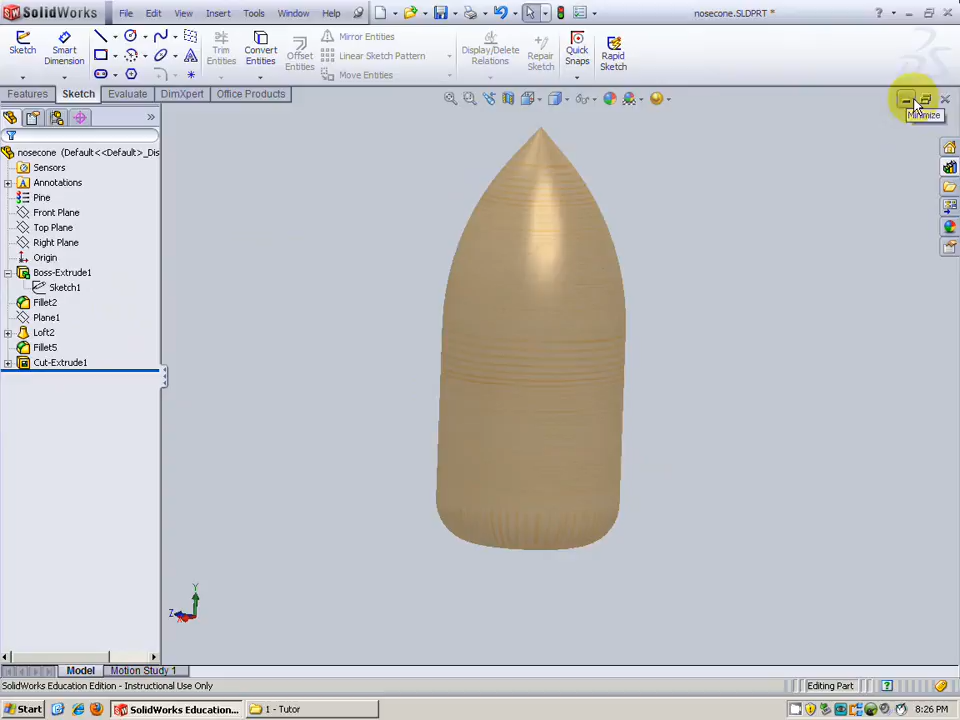 SolidWorks File Edit View Insert Tools Window Help nosecone.SLDPRT *
Sketch Smart Dimension Trim Entities Convert Entities Offset Entities Mirror Entities Linear Sketch Pattern Move Entities Display/Delete Relations Repair Sketch Quick Snaps Rapid Sketch
Features Sketch Evaluate DimXpert Office Products
Minimize
nosecone (Default<<Default>_Dis
Sensors
Annotations
Pine
Front Plane
Top Plane
Right Plane
Origin
Boss-Extrude1
Sketch1
Fillet2
Plane1
Loft2
Fillet5
Cut-Extrude1
Y
Z
Model Motion Study 1
SolidWorks Education Edition - Instructional Use Only Editing Part
Start SolidWorks Education... 1 - Tutor 8:26 PM